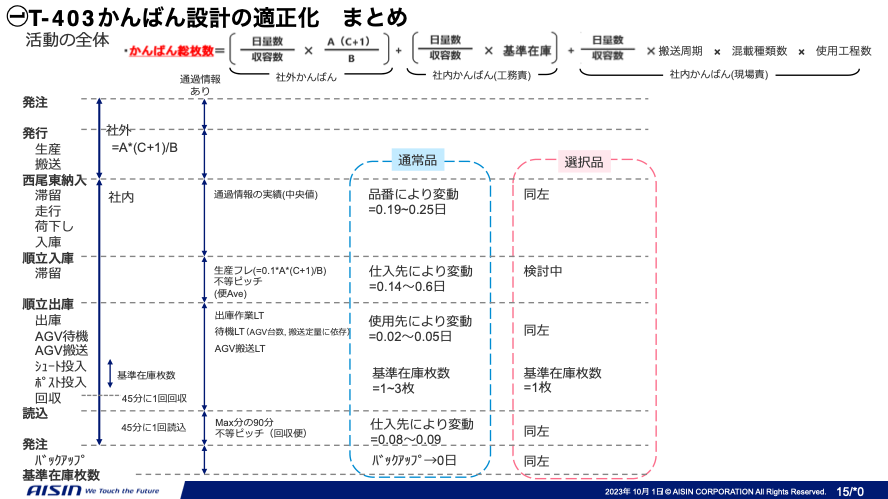 ㊀T-403かんばん設計の適正化　まとめ
活動の全体
・かんばん総枚数＝ ( 日量数 / 収容数 × A（C+1） / B ) + ( 日量数 / 収容数 × 基準在庫 ) + 日量数 / 収容数 ×搬送周期 × 混載種類数 × 使用工程数
社外かんばん
社内かんばん(工務責)
社内かんばん(現場責)
通過情報
あり
発注
発行
生産
搬送
社外
=A*(C+1)/B
通常品
選択品
西尾東納入
滞留
走行
荷下し
入庫
社内
通過情報の実績(中央値)
品番により変動
=0.19~0.25日
同左
順立入庫
滞留
生産フレ(=0.1*A*(C+1)/B)
不等ピッチ
(便Ave)
仕入先により変動
=0.14～0.6日
検討中
順立出庫
出庫
AGV待機
AGV搬送
ｼｭｰﾄ投入
ﾎﾟｽﾄ投入
回収
出庫作業LT
待機LT（AGV台数、搬送定量に依存）
AGV搬送LT
使用先により変動
=0.02～0.05日
同左
基準在庫枚数
基準在庫枚数
=1~3枚
基準在庫枚数
=1枚
45分に1回回収
読込
45分に1回読込
Max分の90分
不等ピッチ（回収便）
仕入先により変動
=0.08～0.09
同左
発注
ﾊﾞｯｸｱｯﾌﾟ
ﾊﾞｯｸｱｯﾌﾟ→0日
同左
基準在庫枚数
AISIN We Touch the Future
2023年 10月 1日 © AISIN CORPORATION All Rights Reserved.
15/*0